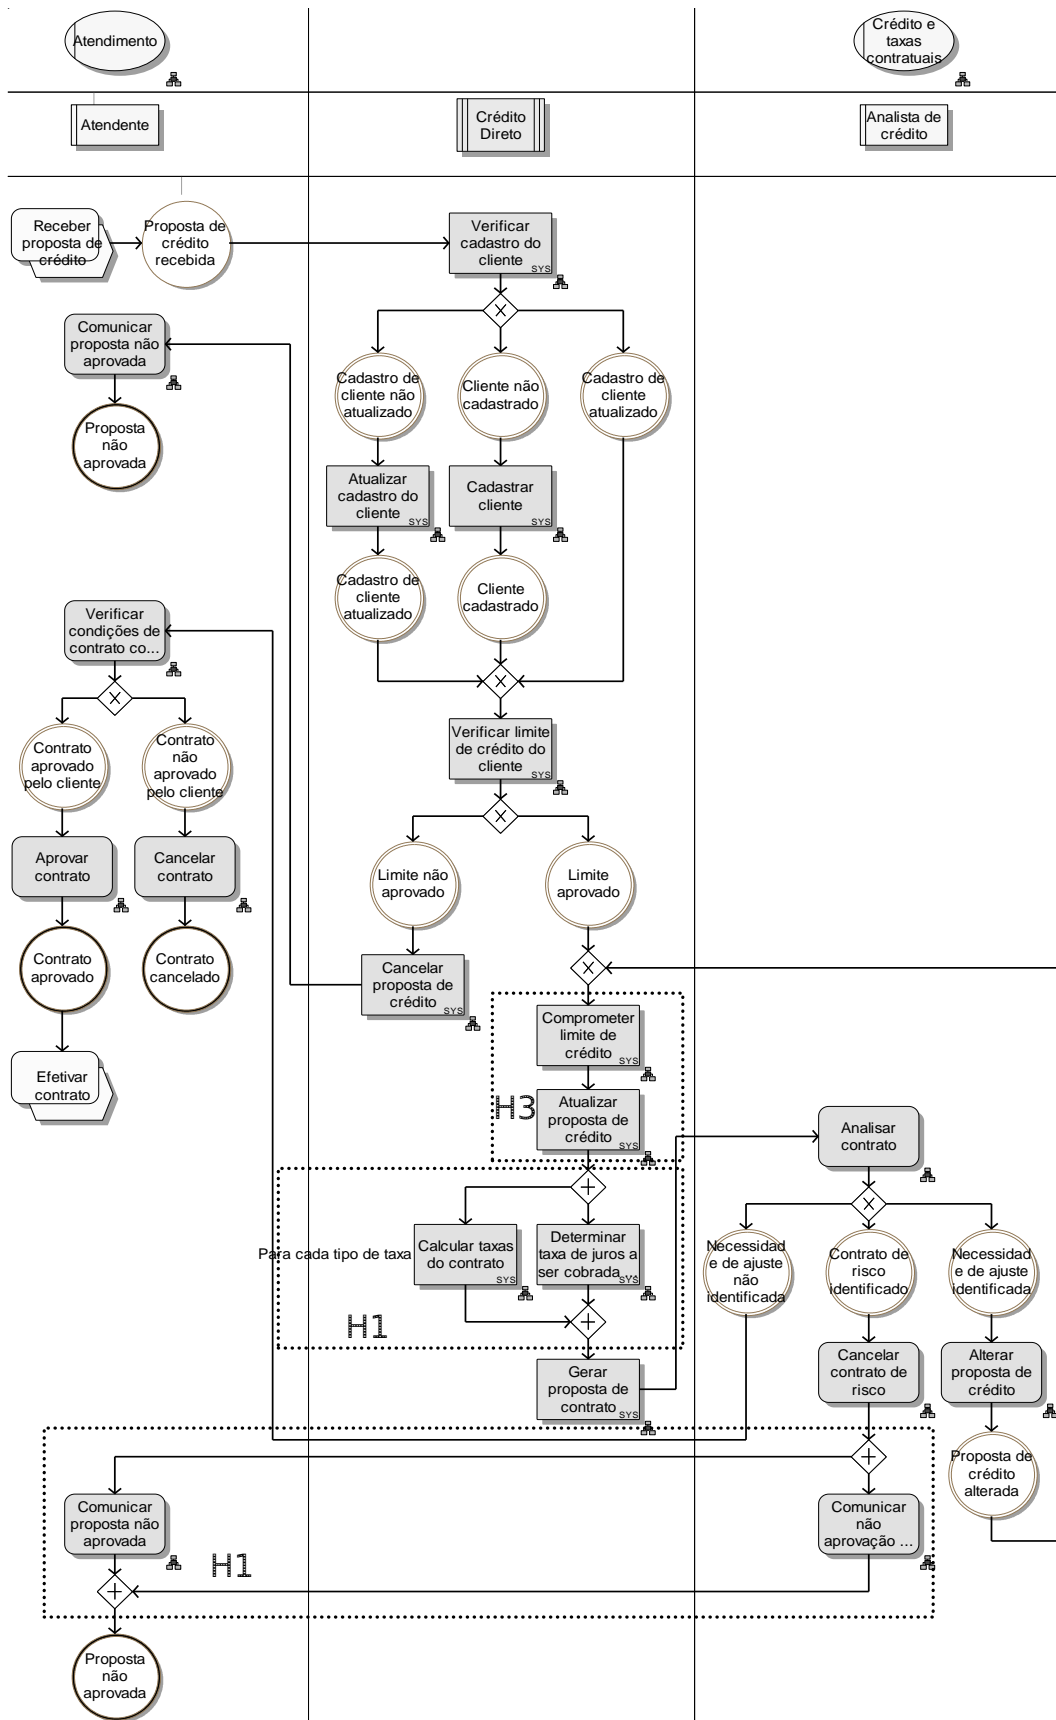 Atendimento
Crédito e
taxas
contratuais
Atendente
Crédito
Direto
Analista de
crédito
Receber
proposta de
crédito
Proposta de
crédito
recebida
Verificar
cadastro do
cliente
SYS
Comunicar
proposta não
aprovada
Proposta
não
aprovada
Cadastro de
cliente não
atualizado
Cliente não
cadastrado
Cadastro de
cliente
atualizado
Atualizar
cadastro do
cliente
SYS
Cadastrar
cliente
SYS
Cadastro de
cliente
atualizado
Cliente
cadastrado
Verificar
condições de
contrato co...
Verificar limite
de crédito do
cliente
SYS
Contrato
aprovado
pelo cliente
Contrato
não
aprovado
pelo cliente
Aprovar
contrato
Cancelar
contrato
Limite não
aprovado
Limite
aprovado
Contrato
aprovado
Contrato
cancelado
Cancelar
proposta de
crédito
SYS
Comprometer
limite de
crédito
SYS
Efetivar
contrato
H3
Atualizar
proposta de
crédito
SYS
Analisar
contrato
Para cada tipo de taxa
Calcular taxas
do contrato
SYS
Determinar
taxa de juros a
ser cobrada...
SYS
Necessidad
e de ajuste
não
identificada
Contrato de
risco
identificado
Necessidad
e de ajuste
identificada
H1
Gerar
proposta de
contrato
SYS
Cancelar
contrato de
risco
Alterar
proposta de
crédito
Proposta de
crédito
alterada
Comunicar
proposta não
aprovada
Comunicar
não
aprovação ...
H1
Proposta
não
aprovada